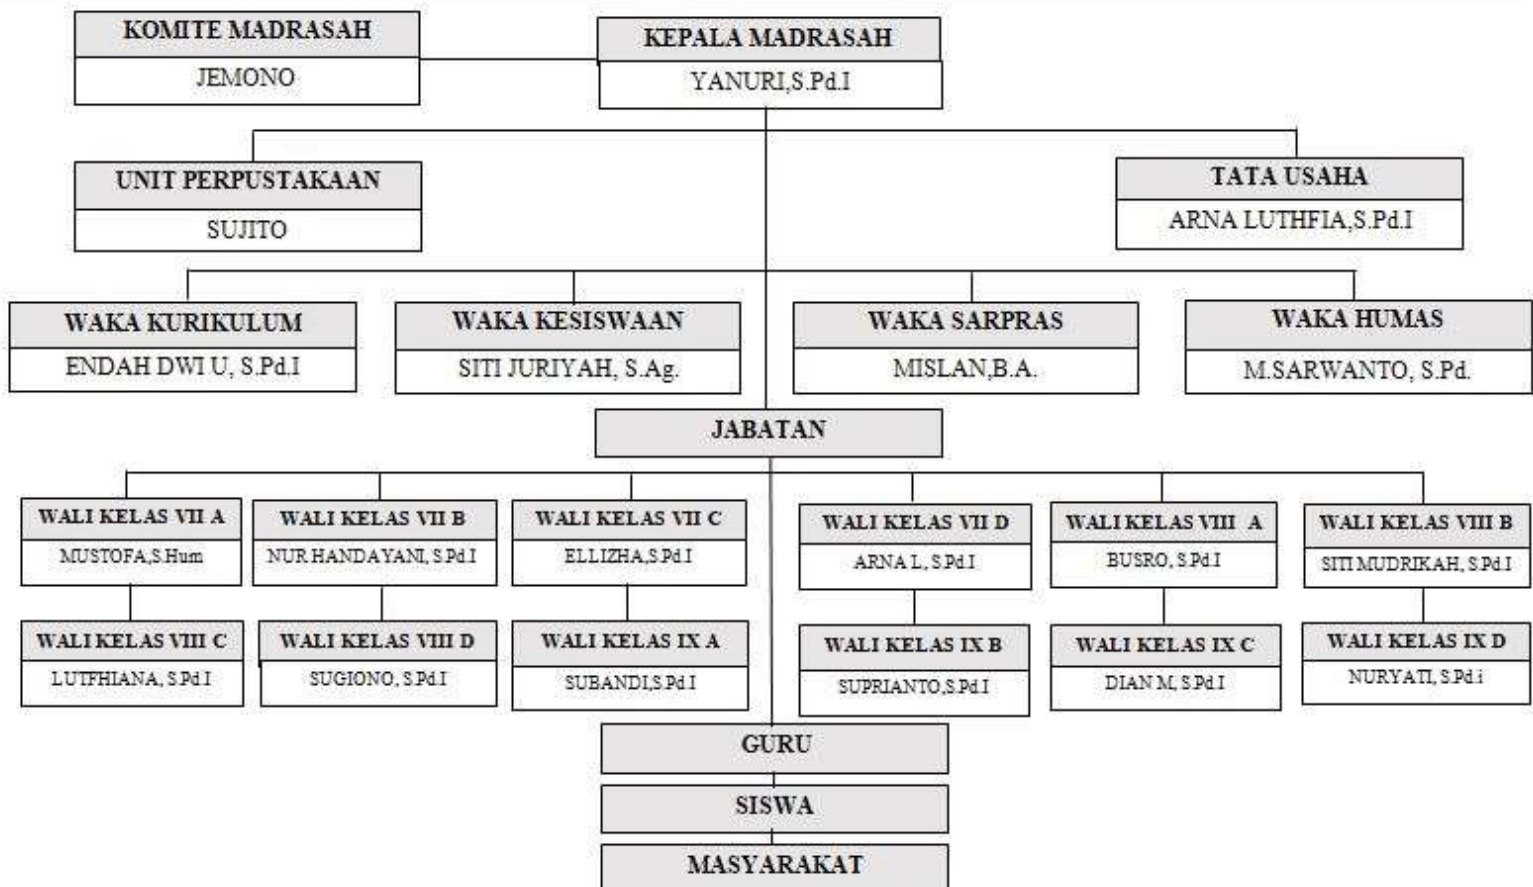 KOMITE MADRASAH
JEMONO
KEPALA MADRASAH
YANURI,S.Pd.I
UNIT PERPUSTAKAAN
SUJITO
TATA USAHA
ARNA LUTHFIA,S.Pd.I
WAKA KURIKULUM
ENDAH DWI U, S.Pd.I
WAKA KESISWAAN
SITI JURIYAH, S.Ag.
WAKA SARPRAS
MISLAN,B.A.
WAKA HUMAS
M.SARWANTO, S.Pd.
JABATAN
WALI KELAS VII A
MUSTOFA,S.Hum
WALI KELAS VII B
NUR HANDAYANI, S.Pd.I
WALI KELAS VII C
ELLIZHA,S.Pd.I
WALI KELAS VII D
ARNA L, S.Pd.I
WALI KELAS VIII A
BUSRO, S.Pd.I
WALI KELAS VIII B
SITI MUDRIKAH, S.Pd.I
WALI KELAS VIII C
LUTFHIANA, S.Pd.I
WALI KELAS VIII D
SUGIONO, S.Pd.I
WALI KELAS IX A
SUBANDI,S.Pd.I
WALI KELAS IX B
SUPRIANTO,S.Pd.I
WALI KELAS IX C
DIAN M, S.Pd.I
WALI KELAS IX D
NURYATI, S.Pd.i
GURU
SISWA
MASYARAKAT